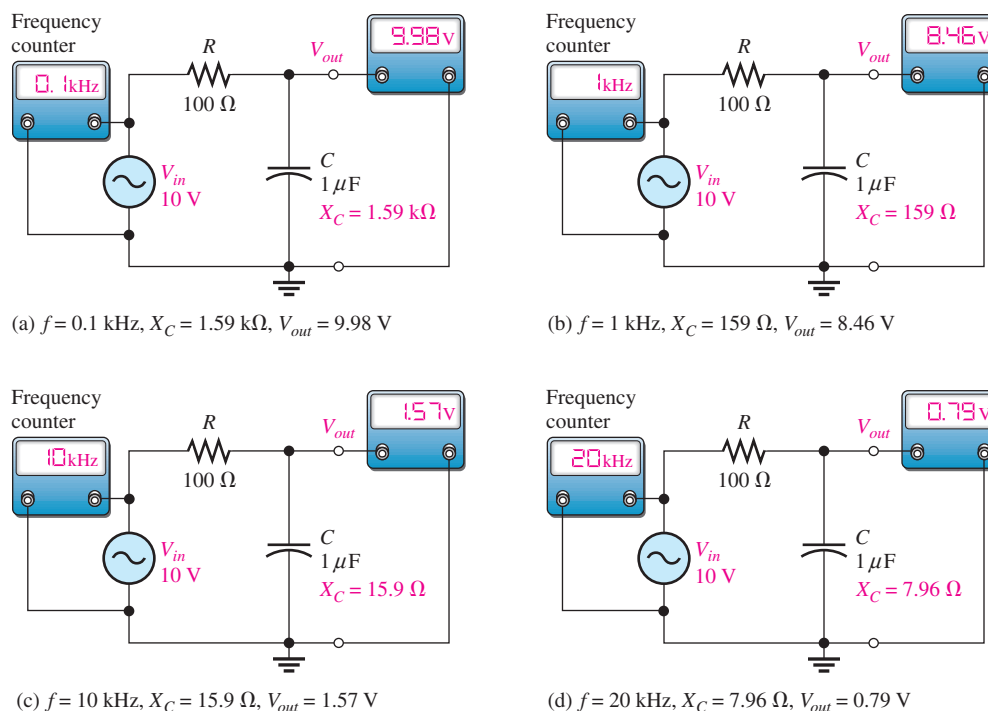 Frequency
counter
0.1kHz
R
100 Ω
V_out
9.98V
V_in
10 V
C
1 μF
X_C = 1.59 kΩ
(a) f = 0.1 kHz, X_C = 1.59 kΩ, V_out = 9.98 V
Frequency
counter
1kHz
R
100 Ω
V_out
8.46V
V_in
10 V
C
1 μF
X_C = 159 Ω
(b) f = 1 kHz, X_C = 159 Ω, V_out = 8.46 V
Frequency
counter
10kHz
R
100 Ω
V_out
1.57V
V_in
10 V
C
1 μF
X_C = 15.9 Ω
(c) f = 10 kHz, X_C = 15.9 Ω, V_out = 1.57 V
Frequency
counter
20kHz
R
100 Ω
V_out
0.79V
V_in
10 V
C
1 μF
X_C = 7.96 Ω
(d) f = 20 kHz, X_C = 7.96 Ω, V_out = 0.79 V